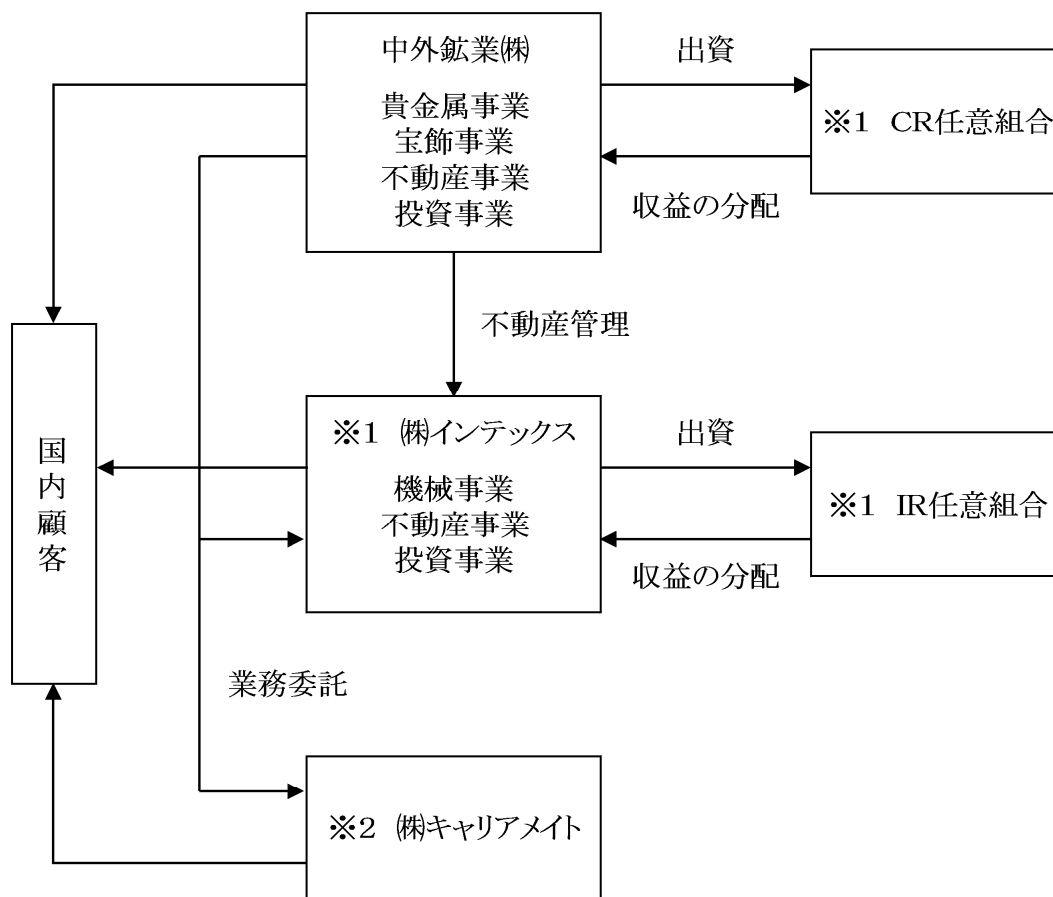 中外鉱業㈱
貴金属事業
宝飾事業
不動産事業
投資事業
出資
※1 CR任意組合
収益の分配
不動産管理
国内顧客
※1 ㈱インテックス
機械事業
不動産事業
投資事業
出資
※1 IR任意組合
収益の分配
業務委託
※2 ㈱キャリアメイト